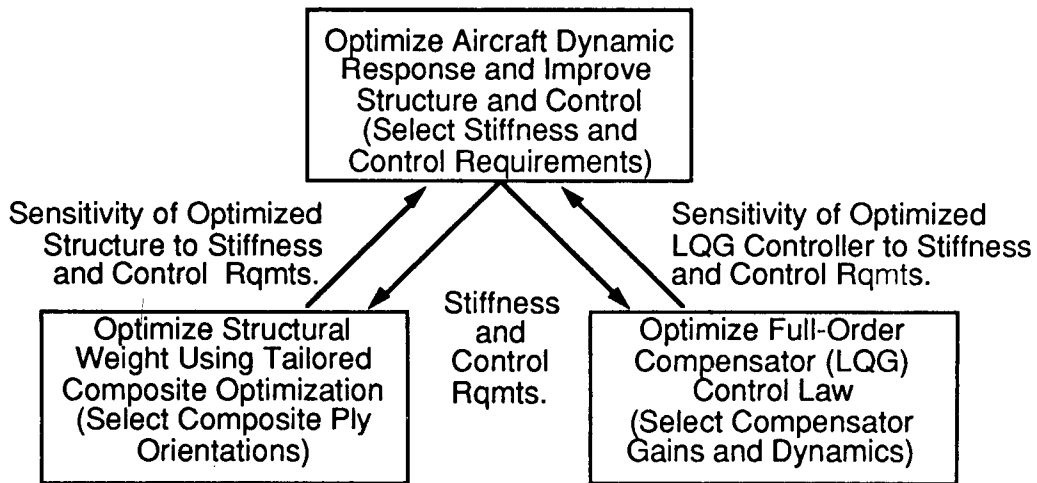 Optimize Aircraft Dynamic
Response and Improve
Structure and Control
(Select Stiffness and
Control Requirements)
Sensitivity of Optimized
Structure to Stiffness
and Control Rqmts.
Sensitivity of Optimized
LQG Controller to Stiffness
and Control Rqmts.
Stiffness
and
Control
Rqmts.
Optimize Structural
Weight Using Tailored
Composite Optimization
(Select Composite Ply
Orientations)
Optimize Full-Order
Compensator (LQG)
Control Law
(Select Compensator
Gains and Dynamics)